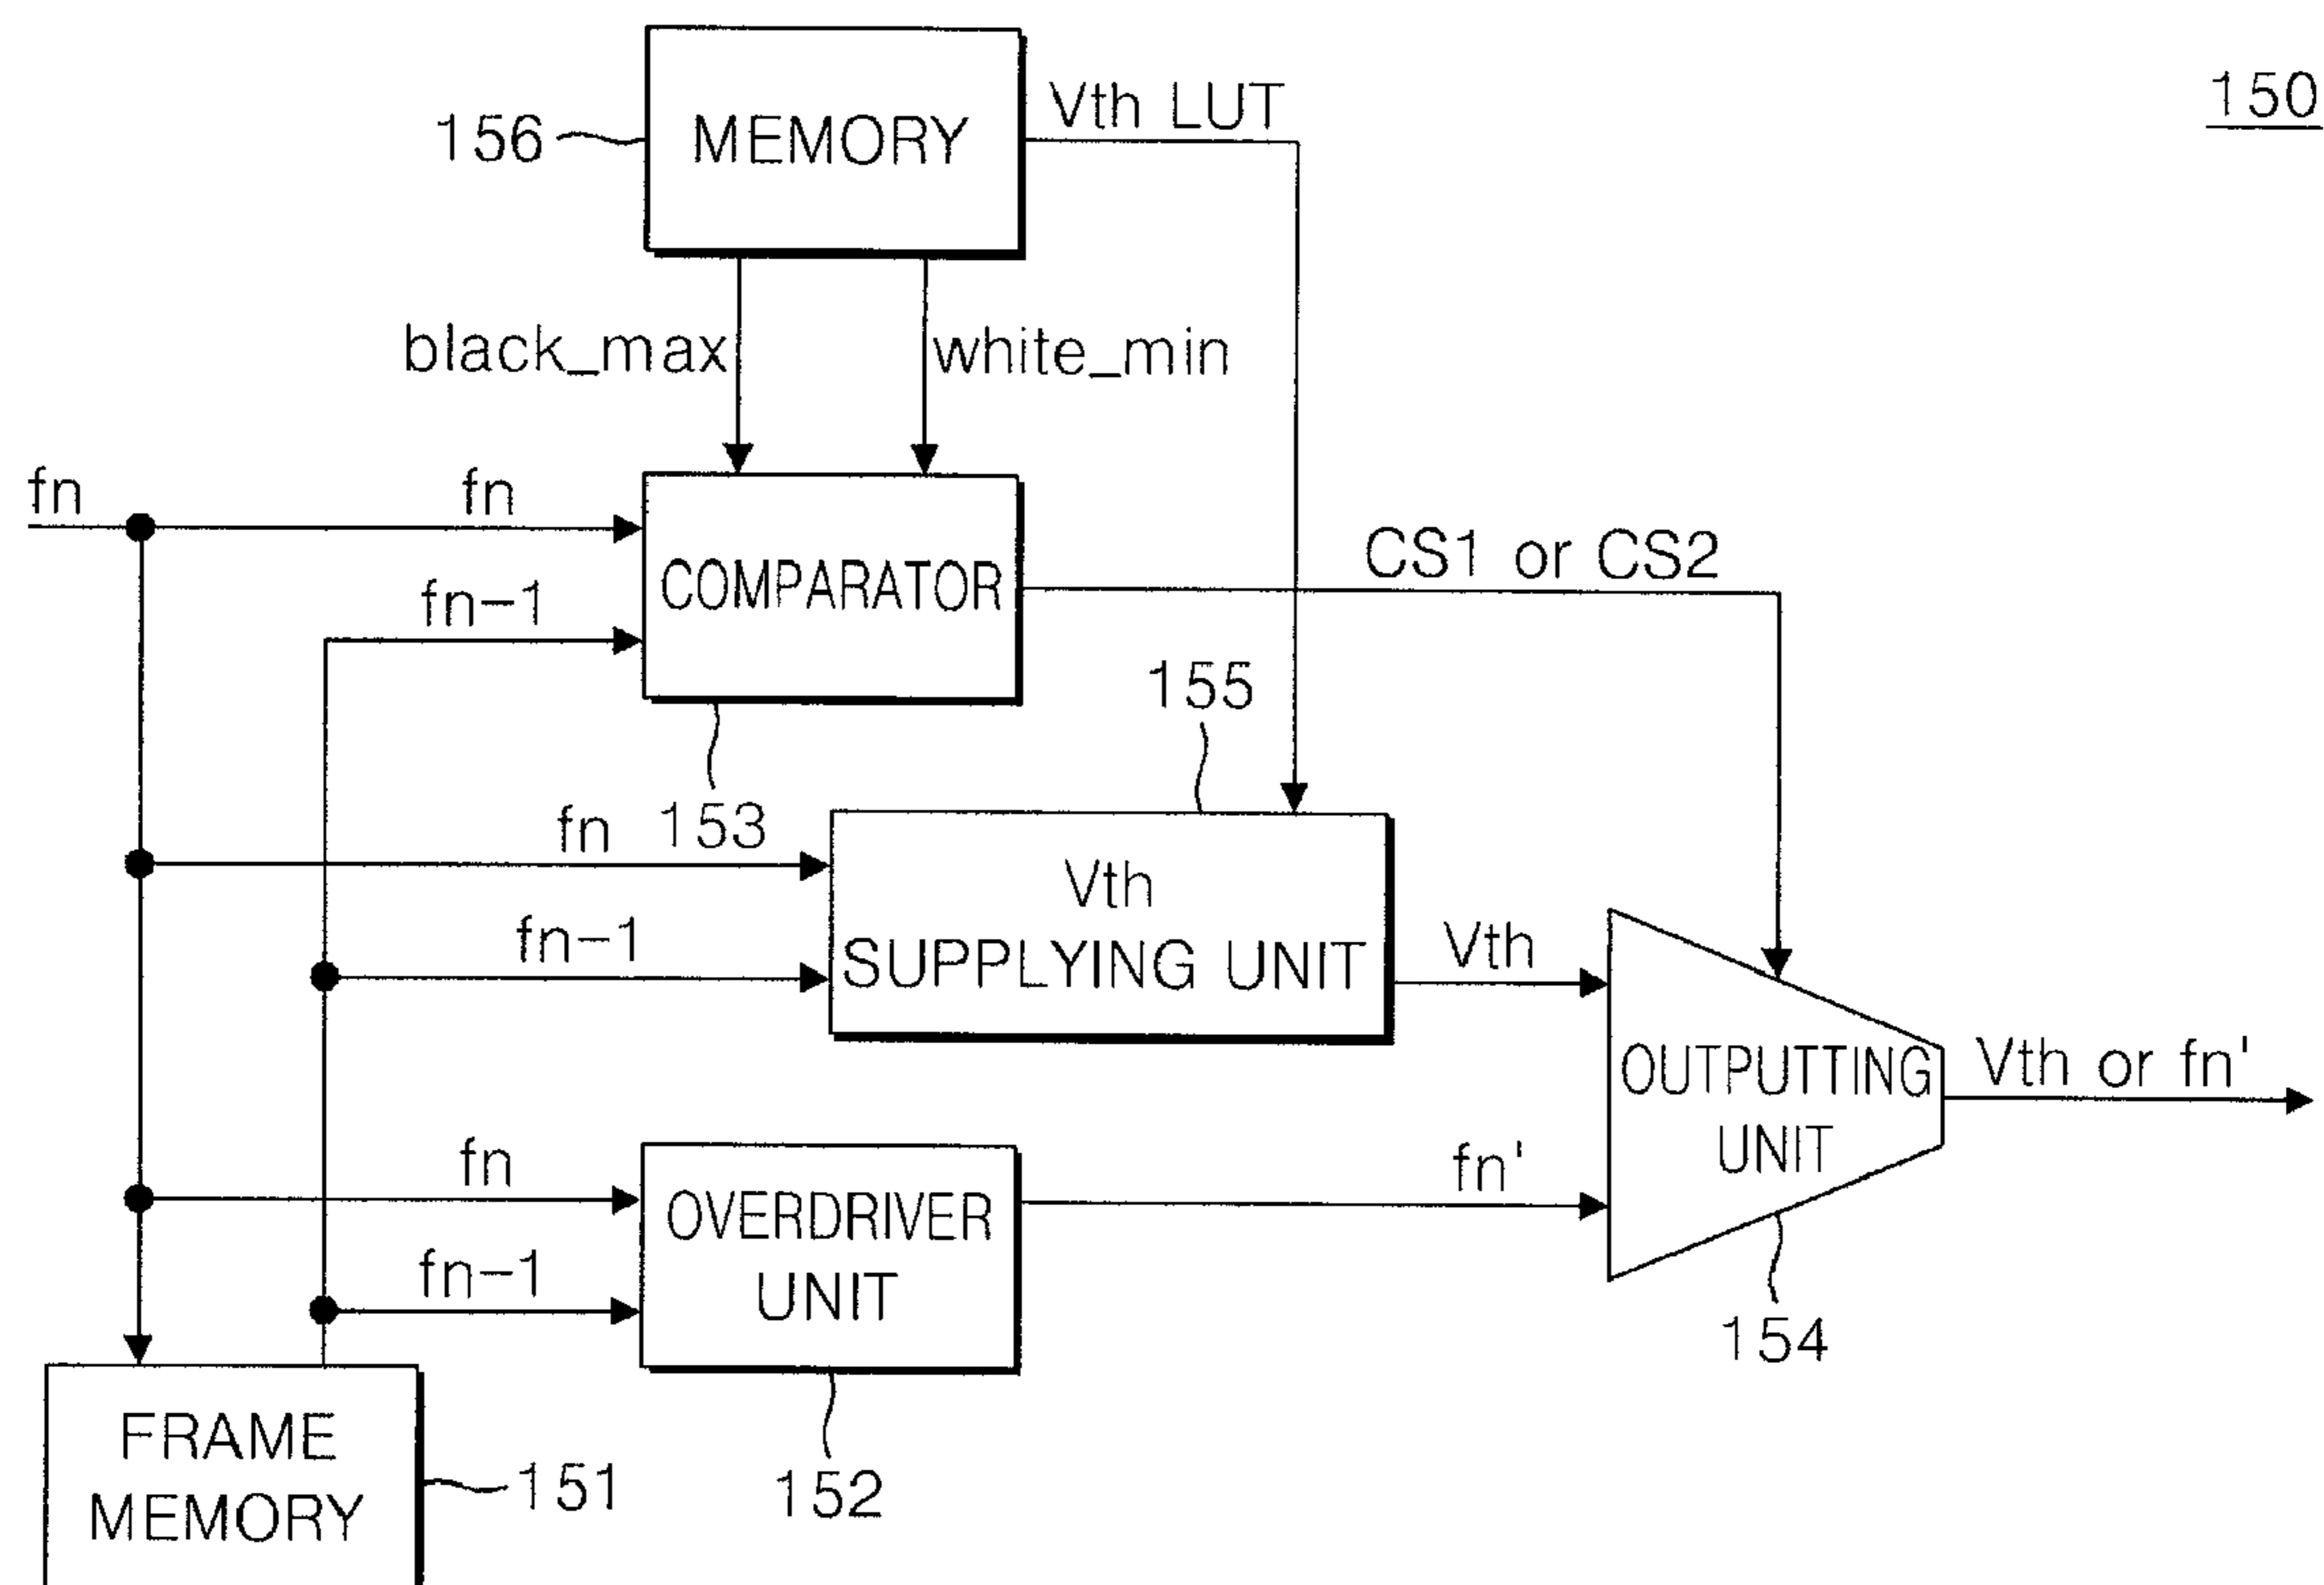 150
Vth LUT
156
MEMORY
black_max
white_min
fn
fn
COMPARATOR
CS1 or CS2
fn-1
155
153
fn
Vth
SUPPLYING UNIT
fn-1
Vth
OUTPUTTING
UNIT
Vth or fn'
fn
OVERDRIVER
UNIT
fn'
fn-1
154
FRAME
MEMORY
151
152